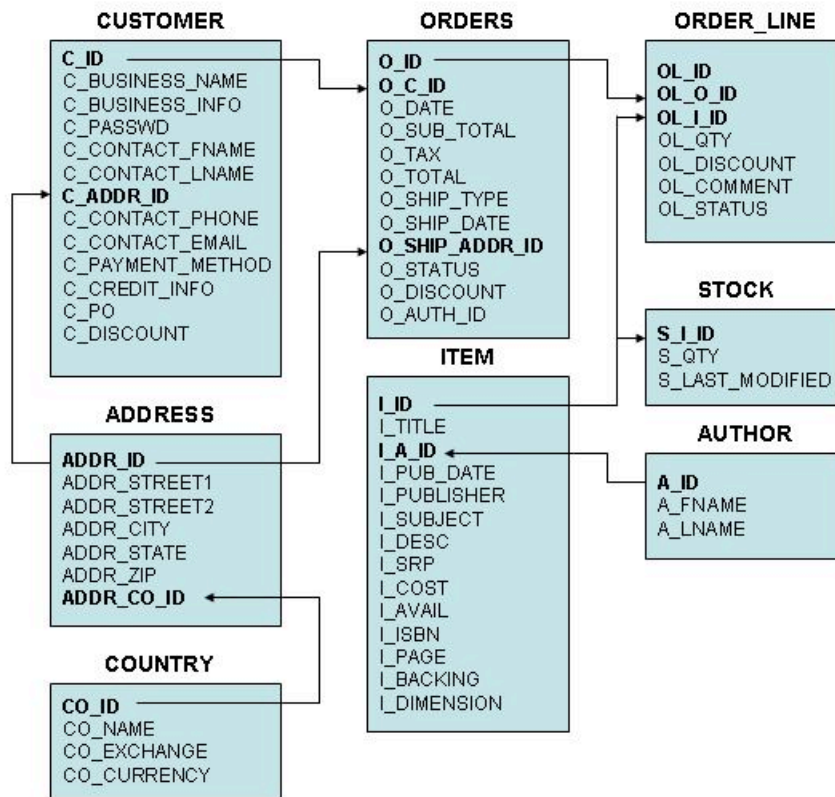 CUSTOMER
C_ID
C_BUSINESS_NAME
C_BUSINESS_INFO
C_PASSWD
C_CONTACT_FNAME
C_CONTACT_LNAME
C_ADDR_ID
C_CONTACT_PHONE
C_CONTACT_EMAIL
C_PAYMENT_METHOD
C_CREDIT_INFO
C_PO
C_DISCOUNT
ORDERS
O_ID
O_C_ID
O_DATE
O_SUB_TOTAL
O_TAX
O_TOTAL
O_SHIP_TYPE
O_SHIP_DATE
O_SHIP_ADDR_ID
O_STATUS
O_DISCOUNT
O_AUTH_ID
ORDER_LINE
OL_ID
OL_O_ID
OL_I_ID
OL_QTY
OL_DISCOUNT
OL_COMMENT
OL_STATUS
STOCK
S_I_ID
S_QTY
S_LAST_MODIFIED
ADDRESS
ADDR_ID
ADDR_STREET1
ADDR_STREET2
ADDR_CITY
ADDR_STATE
ADDR_ZIP
ADDR_CO_ID
ITEM
I_ID
I_TITLE
I_A_ID
I_PUB_DATE
I_PUBLISHER
I_SUBJECT
I_DESC
I_SRP
I_COST
I_AVAIL
I_ISBN
I_PAGE
I_BACKING
I_DIMENSION
AUTHOR
A_ID
A_FNAME
A_LNAME
COUNTRY
CO_ID
CO_NAME
CO_EXCHANGE
CO_CURRENCY